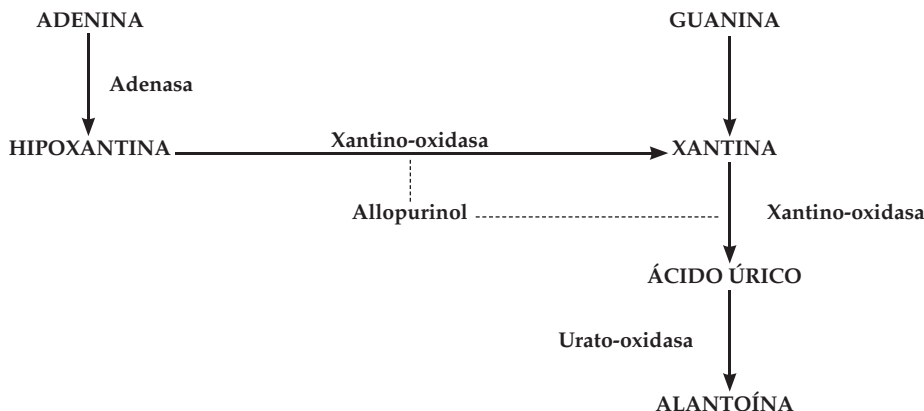 ADENINA
GUANINA
Adenasa
HIPOXANTINA
Xantino-oxidasa
XANTINA
Allopurinol
Xantino-oxidasa
ÁCIDO ÚRICO
Urato-oxidasa
ALANTOÍNA